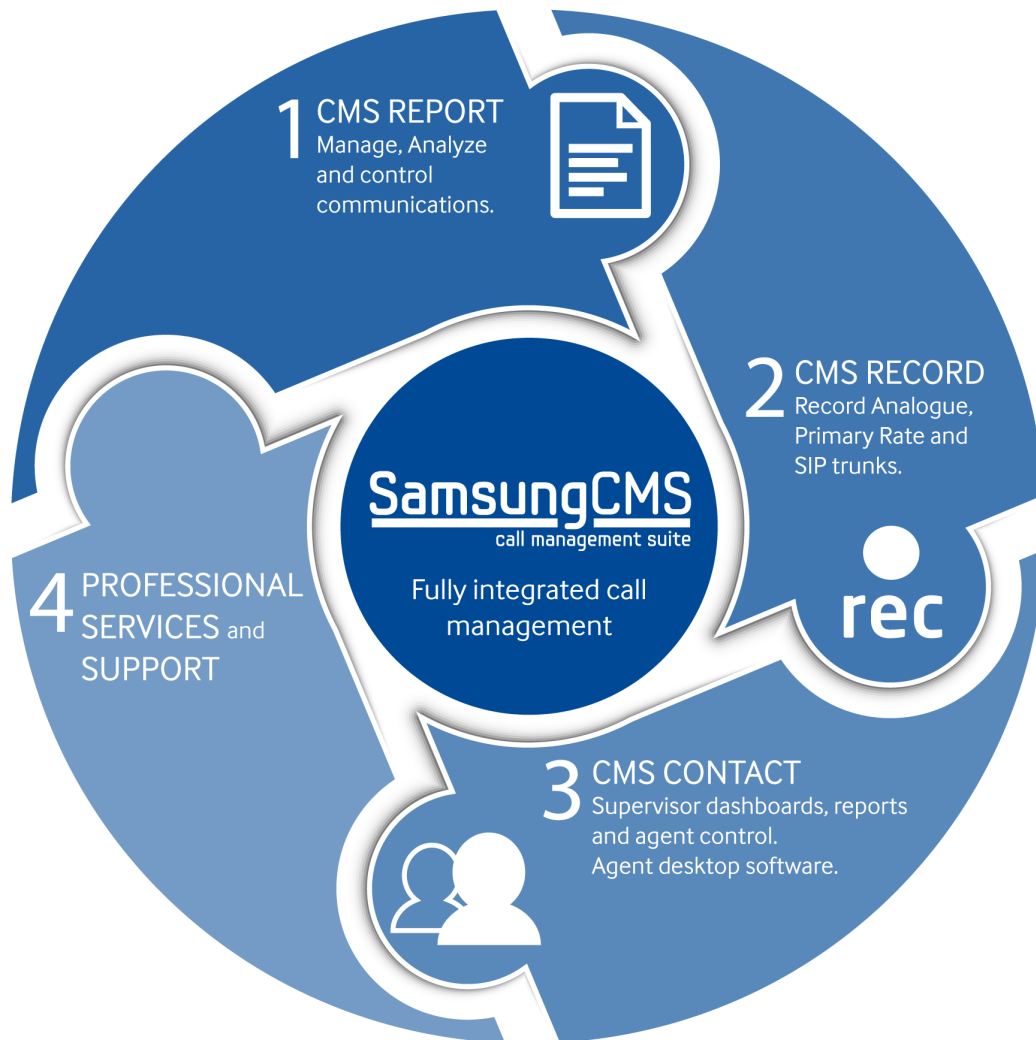 1 CMS REPORT
Manage, Analyze
and control
communications.
2 CMS RECORD
Record Analogue,
Primary Rate and
SIP trunks.
rec
SamsungCMS
call management suite
Fully integrated call
management
4 PROFESSIONAL
SERVICES and
SUPPORT
3 CMS CONTACT
Supervisor dashboards, reports
and agent control.
Agent desktop software.